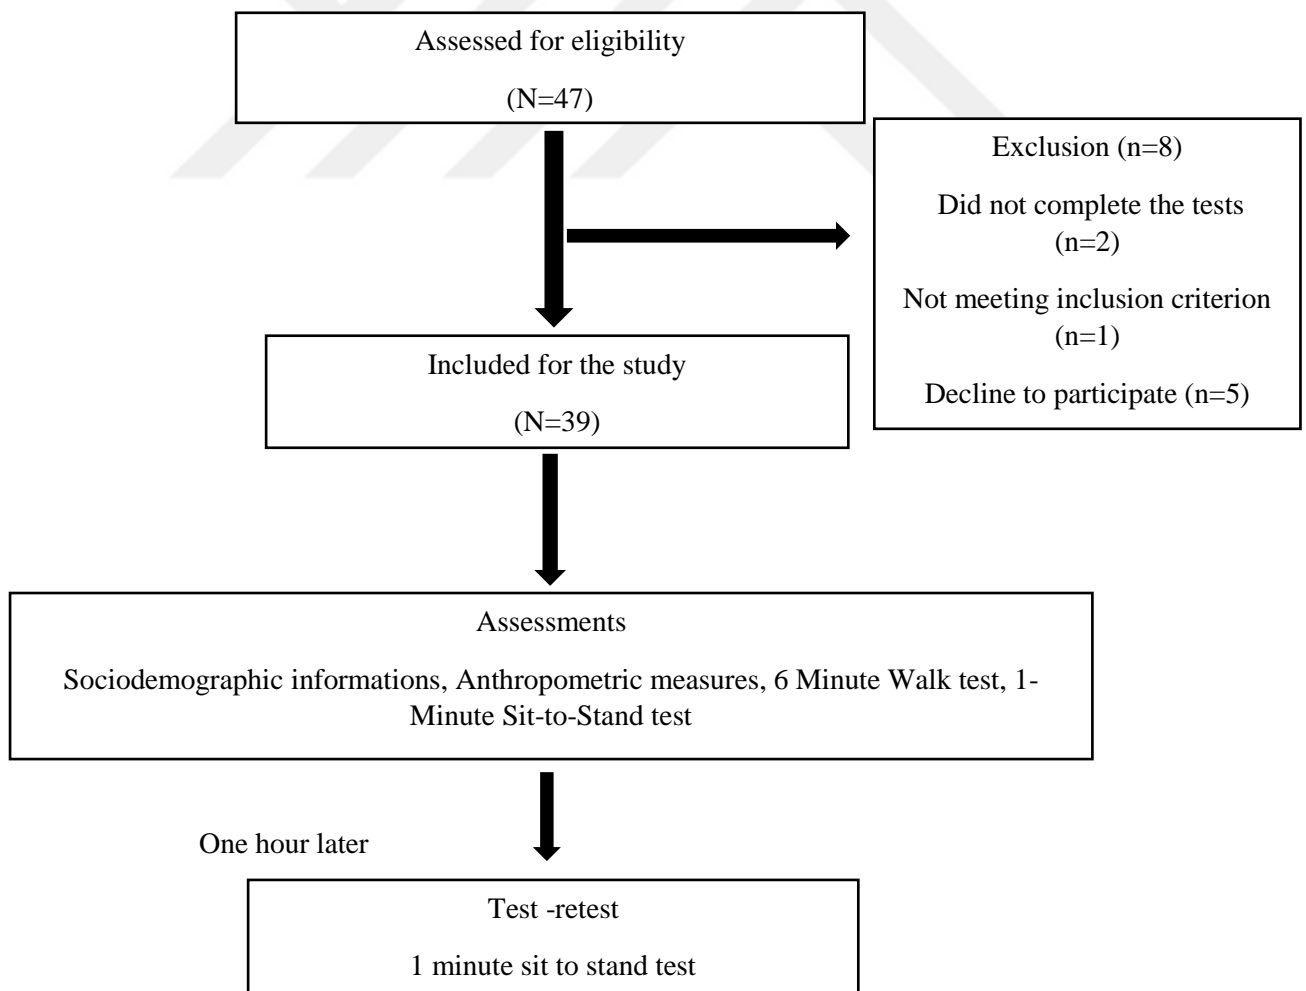 Assessed for eligibility
(N=47)
Exclusion (n=8)
Did not complete the tests
(n=2)
Not meeting inclusion criterion
(n=1)
Decline to participate (n=5)
Included for the study
(N=39)
Assessments
Sociodemographic informations, Anthropometric measures, 6 Minute Walk test, 1-
Minute Sit-to-Stand test
One hour later
Test -retest
1 minute sit to stand test